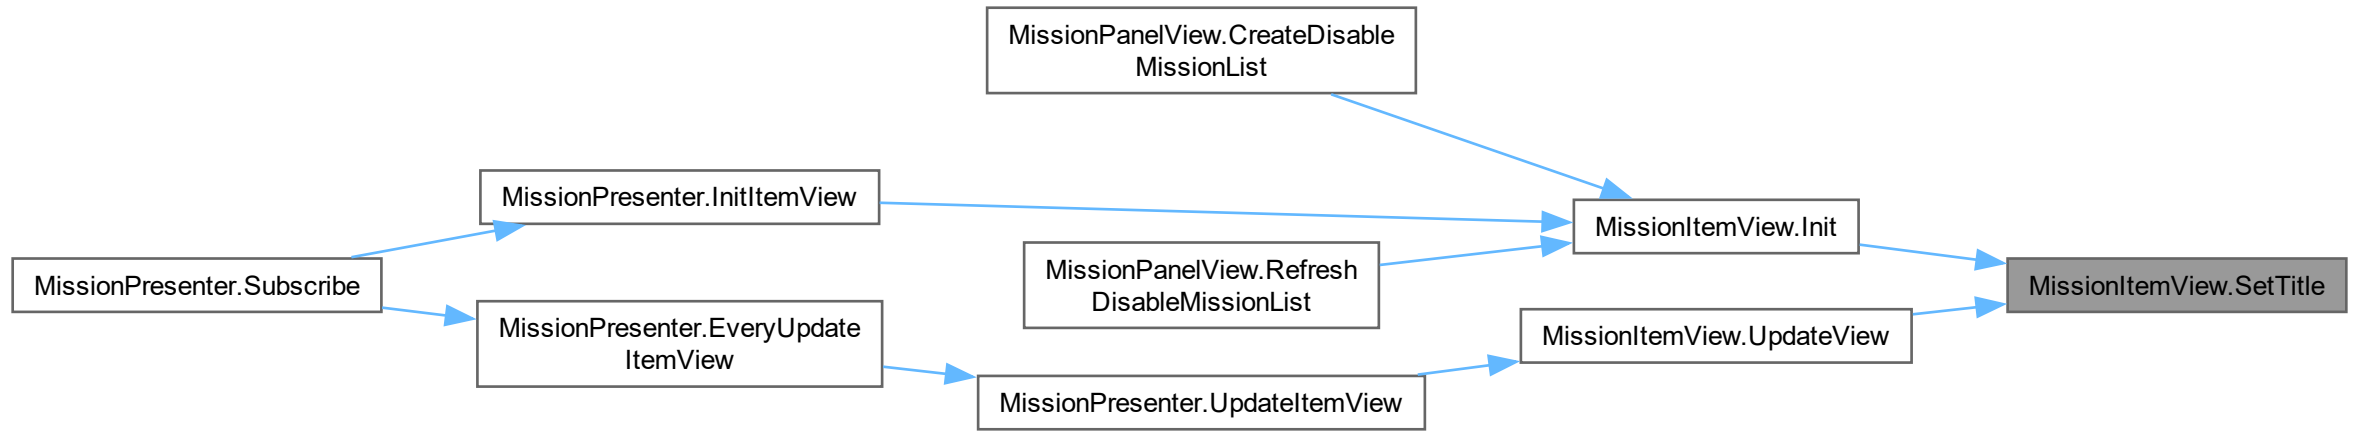 MissionPanelView.CreateDisable
MissionList
MissionPresenter.InitItemView
MissionItemView.Init
MissionPanelView.Refresh
DisableMissionList
MissionPresenter.Subscribe
MissionItemView.SetTitle
MissionPresenter.EveryUpdate
ItemView
MissionItemView.UpdateView
MissionPresenter.UpdateItemView